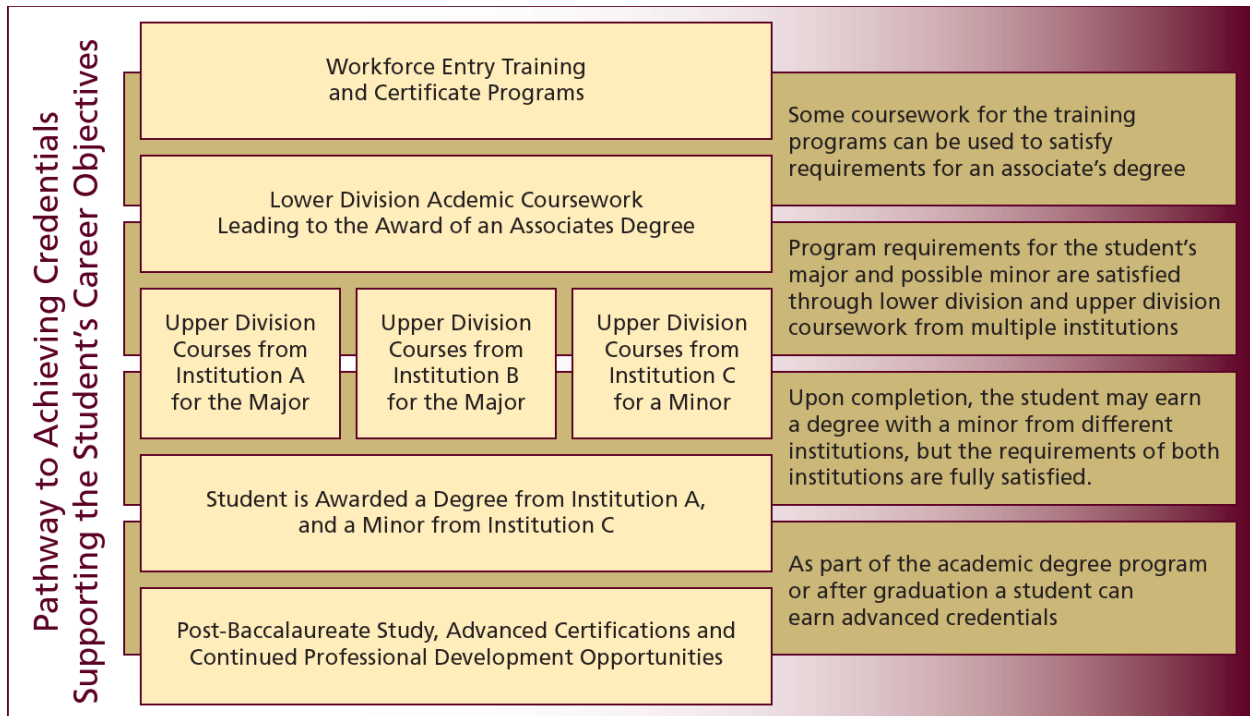 Pathway to Achieving Credentials
Supporting the Student's Career Objectives
Workforce Entry Training
and Certificate Programs
Some coursework for the training
programs can be used to satisfy
requirements for an associate's degree
Lower Division Acdemic Coursework
Leading to the Award of an Associates Degree
Program requirements for the student's
major and possible minor are satisfied
through lower division and upper division
coursework from multiple institutions
Upper Division
Courses from
Institution A
for the Major
Upper Division
Courses from
Institution B
for the Major
Upper Division
Courses from
Institution C
for a Minor
Upon completion, the student may earn
a degree with a minor from different
institutions, but the requirements of both
institutions are fully satisfied.
Student is Awarded a Degree from Institution A,
and a Minor from Institution C
As part of the academic degree program
or after graduation a student can
earn advanced credentials
Post-Baccalaureate Study, Advanced Certifications and
Continued Professional Development Opportunities